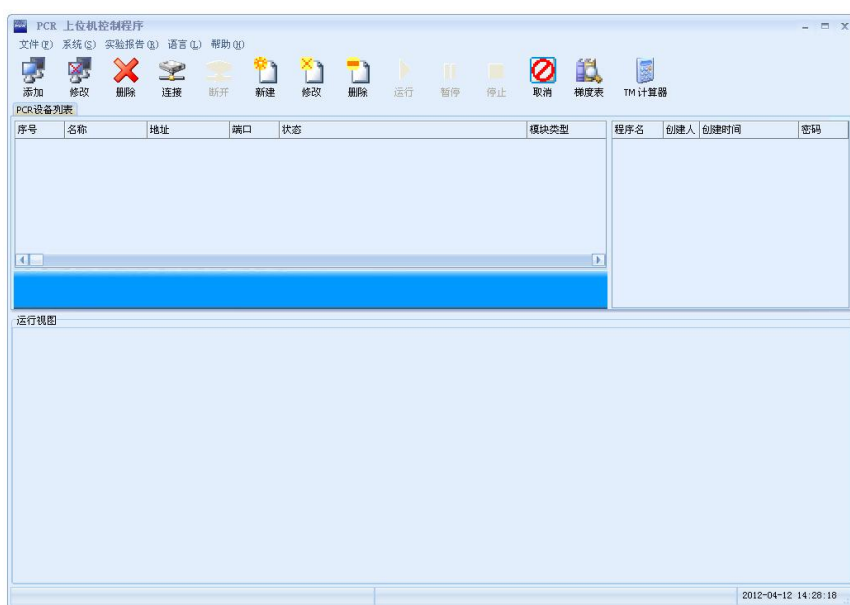 PCR 上位机控制程序
文件(F) 系统(S) 实验报告(R) 语言(L) 帮助(H)
添加 修改 删除 连接 断开 新建 修改 删除 运行 暂停 停止 取消 梯度表 TM计算器
PCR设备列表
序号 名称 地址 端口 状态 模块类型 程序名 创建人 创建时间 密码
运行视图
2012-04-12 14:28:18